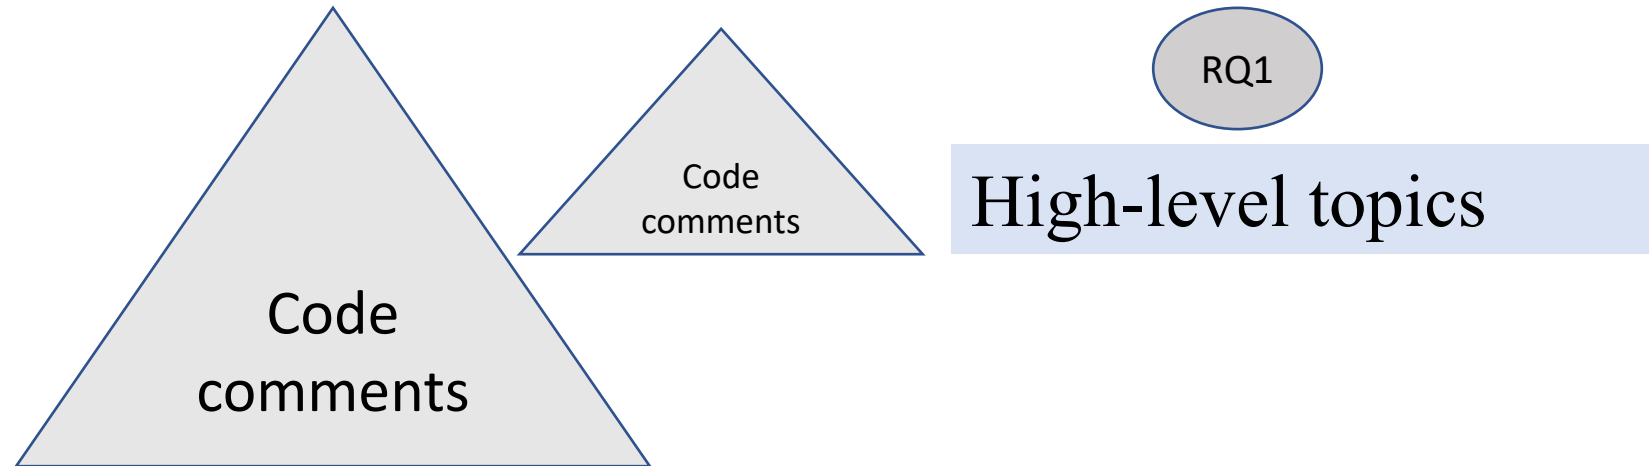 Code
comments
Code
comments
RQ1
High-level topics